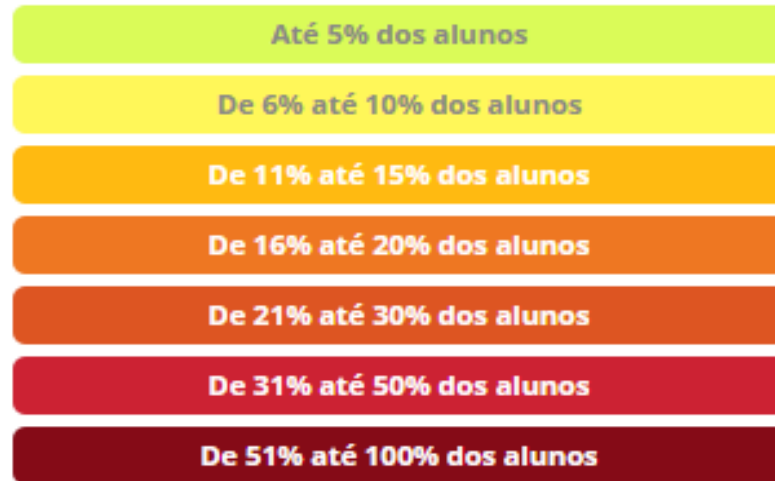 Até 5% dos alunos
De 6% até 10% dos alunos
De 11% até 15% dos alunos
De 16% até 20% dos alunos
De 21% até 30% dos alunos
De 31% até 50% dos alunos
De 51% até 100% dos alunos